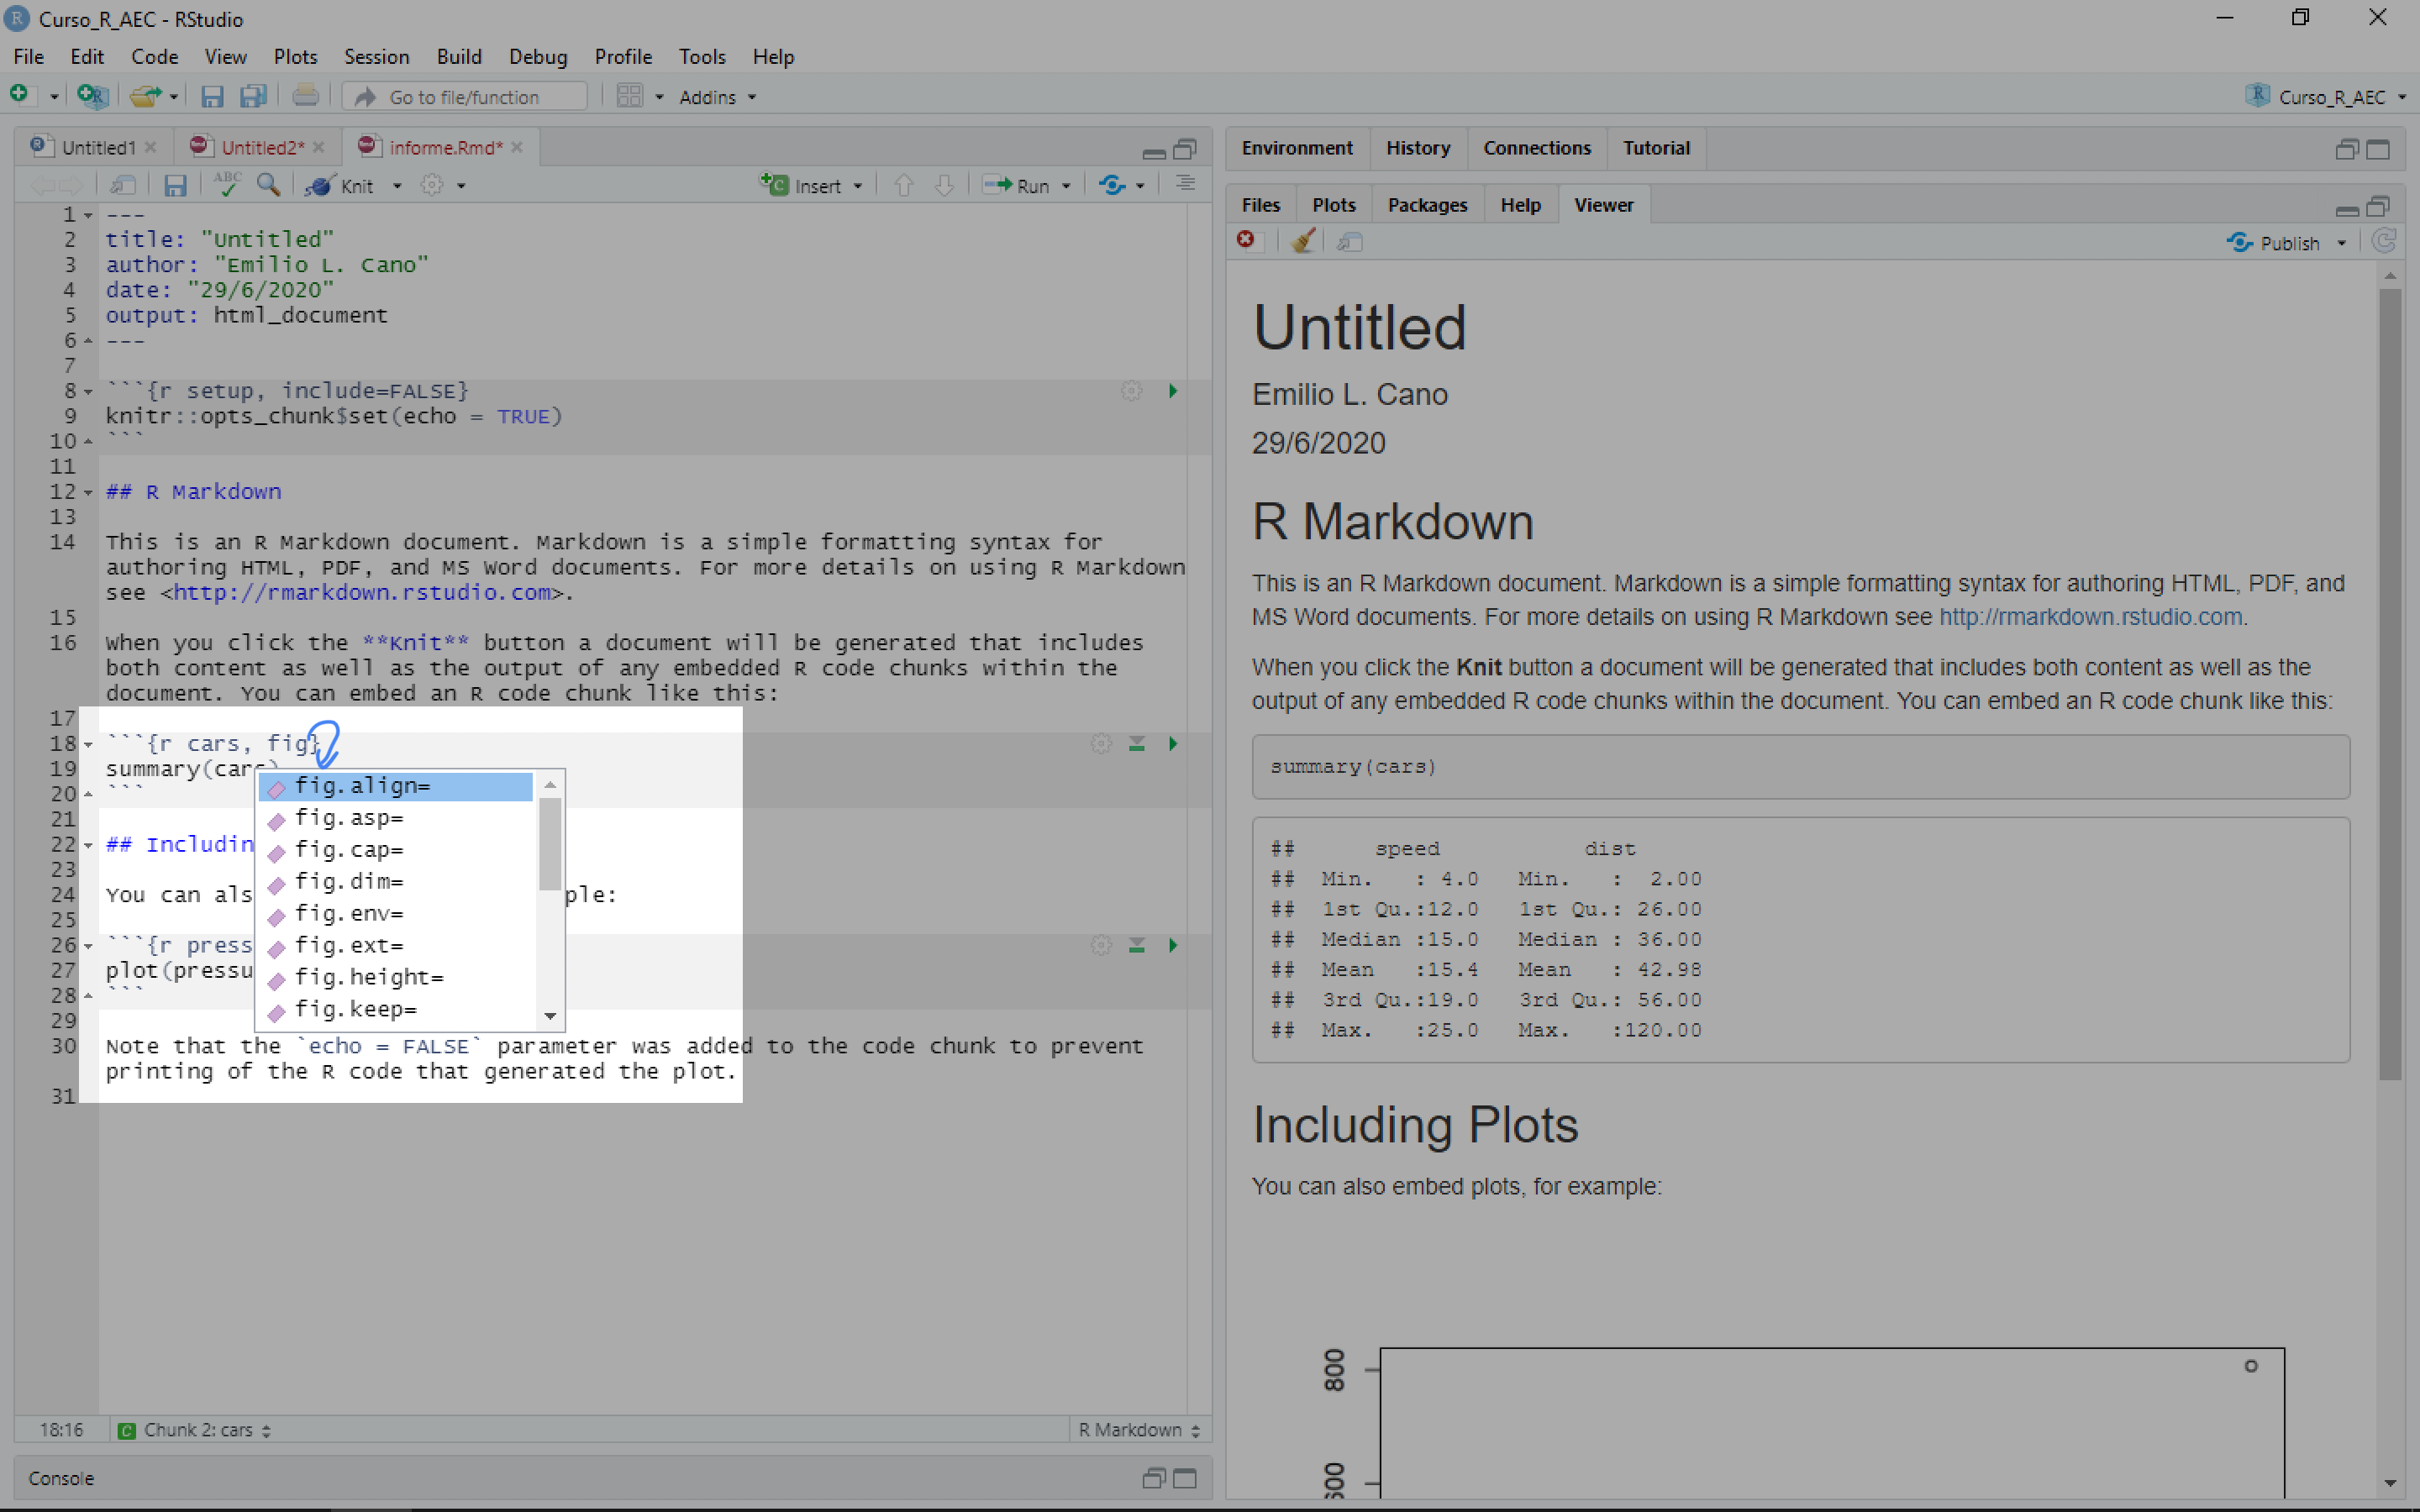 Curso_R_AEC - RStudio
File Edit Code View Plots Session Build Debug Profile Tools Help
Go to file/function Addins Curso_R_AEC
Untitled1 Untitled2* informe.Rmd*
ABC Knit Insert Run
1 ---
2 title: "Untitled"
3 author: "Emilio L. Cano"
4 date: "29/6/2020"
5 output: html_document
6 ---
7
8 ```{r setup, include=FALSE}
9 knitr::opts_chunk$set(echo = TRUE)
10 ```
11
12 ## R Markdown
13
14 This is an R Markdown document. Markdown is a simple formatting syntax for
authoring HTML, PDF, and MS Word documents. For more details on using R Markdown
see <http://rmarkdown.rstudio.com>.
15
16 When you click the **Knit** button a document will be generated that includes
both content as well as the output of any embedded R code chunks within the
document. You can embed an R code chunk like this:
17
18 ```{r cars, fig}
19 summary(cars)
20 ```
21
22 ## Includin
23
24 You can als ple:
25
26 ```{r press
27 plot(pressu
28 ```
29
30 Note that the `echo = FALSE` parameter was added to the code chunk to prevent
printing of the R code that generated the plot.
31
fig.align=
fig.asp=
fig.cap=
fig.dim=
fig.env=
fig.ext=
fig.height=
fig.keep=
18:16 C Chunk 2: cars R Markdown
Console
Environment History Connections Tutorial
Files Plots Packages Help Viewer
Publish
Untitled
Emilio L. Cano
29/6/2020
R Markdown
This is an R Markdown document. Markdown is a simple formatting syntax for authoring HTML, PDF, and
MS Word documents. For more details on using R Markdown see http://rmarkdown.rstudio.com.
When you click the Knit button a document will be generated that includes both content as well as the
output of any embedded R code chunks within the document. You can embed an R code chunk like this:
summary(cars)
## speed dist
## Min. : 4.0 Min. : 2.00
## 1st Qu.:12.0 1st Qu.: 26.00
## Median :15.0 Median : 36.00
## Mean :15.4 Mean : 42.98
## 3rd Qu.:19.0 3rd Qu.: 56.00
## Max. :25.0 Max. :120.00
Including Plots
You can also embed plots, for example:
800